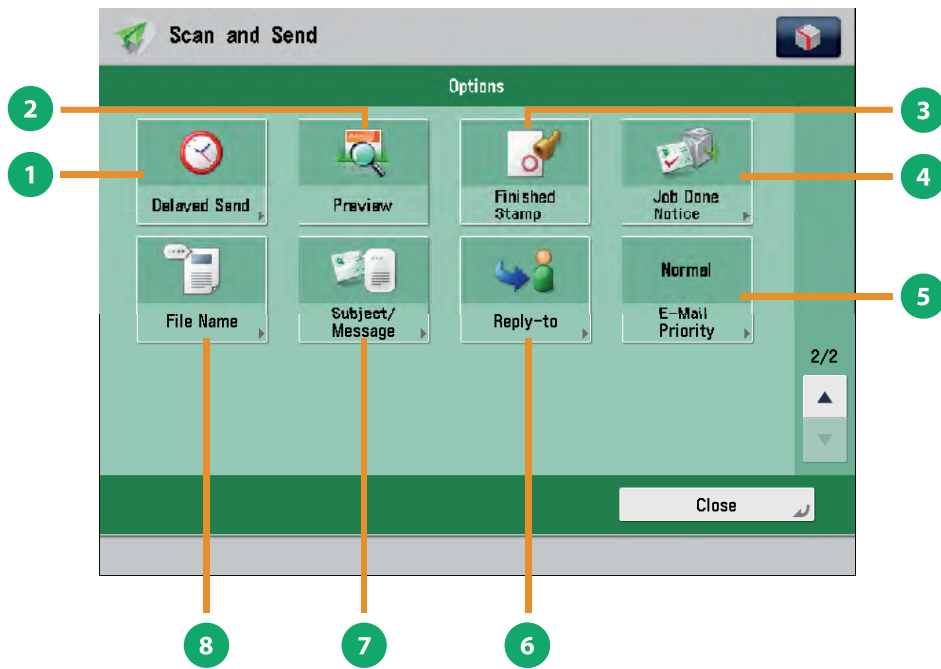 Scan and Send
Options
2
3
1
4
Delayed Send
Preview
Finished
Stamp
Job Done
Notice
File Name
Subject/
Message
Reply-to
Normal
E-Mail
Priority
5
2/2
Close
8
7
6